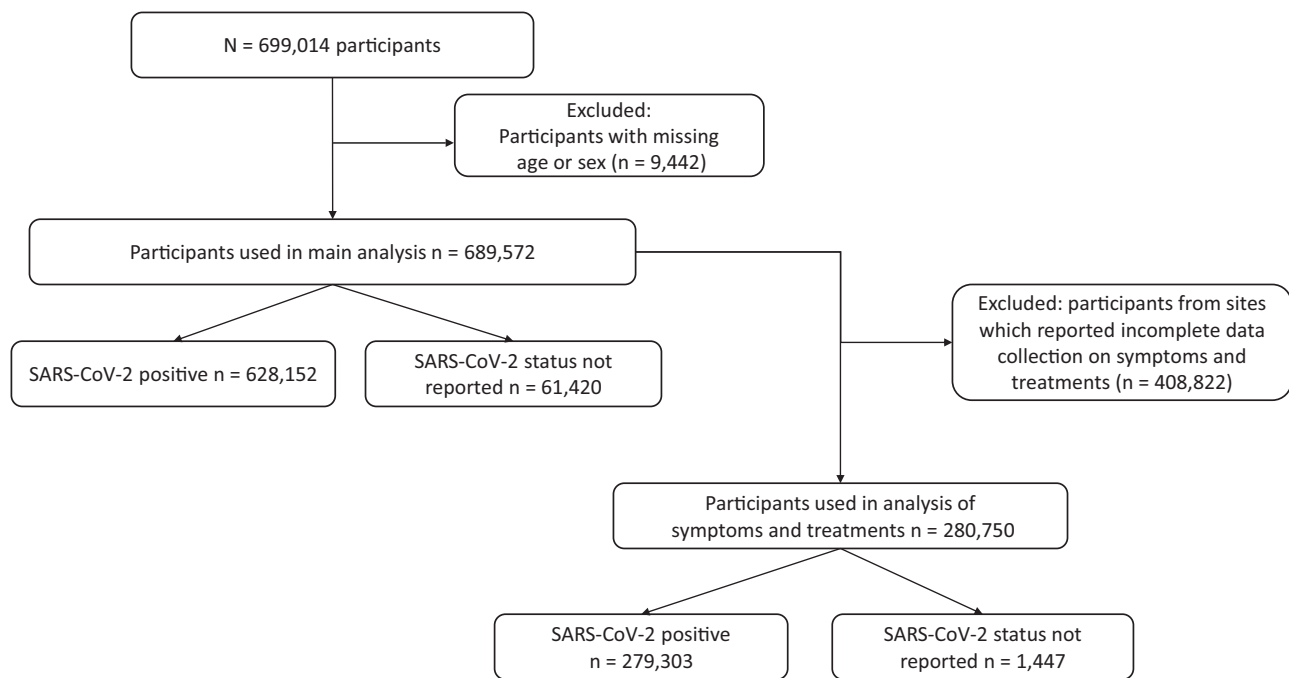 N = 699,014 participants
Excluded:
Participants with missing
age or sex (n = 9,442)
Participants used in main analysis n = 689,572
SARS-CoV-2 positive n = 628,152
SARS-CoV-2 status not
reported n = 61,420
Excluded: participants from sites
which reported incomplete data
collection on symptoms and
treatments (n = 408,822)
Participants used in analysis of
symptoms and treatments n = 280,750
SARS-CoV-2 positive
n = 279,303
SARS-CoV-2 status not
reported n = 1,447